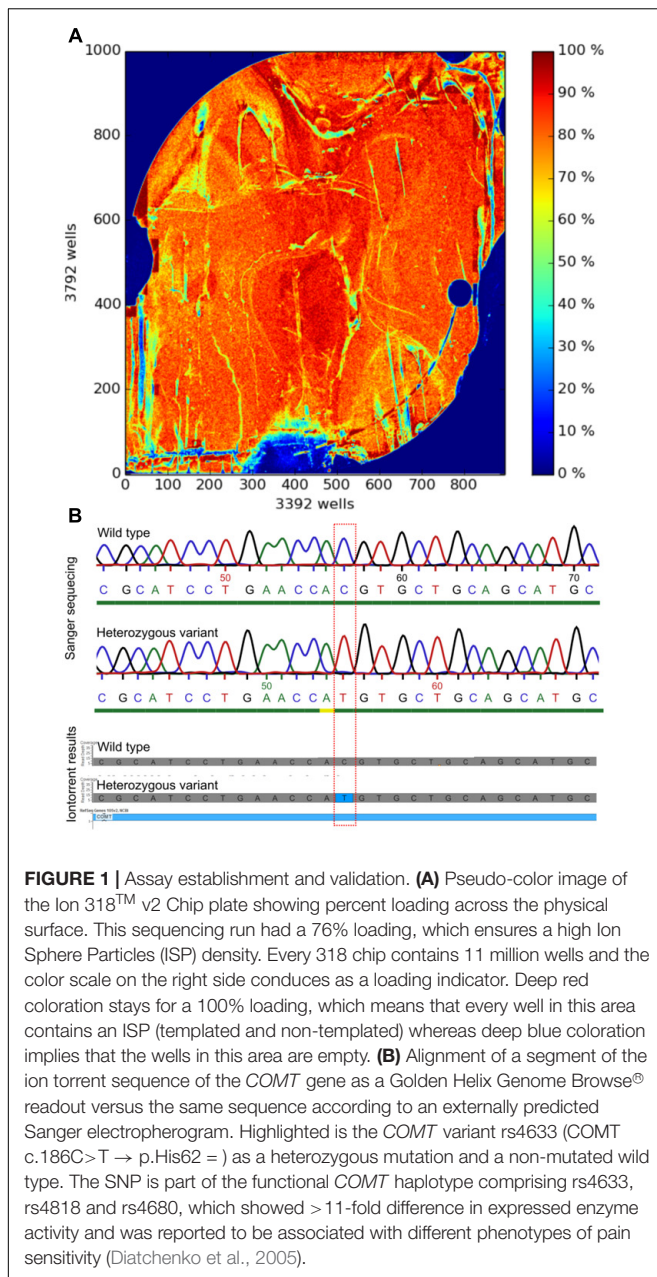 A
1000
800
600
400
200
0
3792 wells
0 100 200 300 400 500 600 700 800
3392 wells
100 %
90 %
80 %
70 %
60 %
50 %
40 %
30 %
20 %
10 %
0 %
B
Sanger sequecing
Wild type
50 60 70
C G C A T C C T G A A C C A C G T G C T G C A G C A T G C
Heterozygous variant
50 60
C G C A T C C T G A A C C A T G T G C T G C A G C A T G C
Iontorrent results
Wild type
C G C A T C C T G A A C C A C G T G C T G C A G C A T G C
Heterozygous variant
C G C A T C C T G A A C C A T G T G C T G C A G C A T G C
COMT
FIGURE 1 | Assay establishment and validation. (A) Pseudo-color image of
the Ion 318™ v2 Chip plate showing percent loading across the physical
surface. This sequencing run had a 76% loading, which ensures a high Ion
Sphere Particles (ISP) density. Every 318 chip contains 11 million wells and the
color scale on the right side conduces as a loading indicator. Deep red
coloration stays for a 100% loading, which means that every well in this area
contains an ISP (templated and non-templated) whereas deep blue coloration
implies that the wells in this area are empty. (B) Alignment of a segment of the
ion torrent sequence of the COMT gene as a Golden Helix Genome Browse® 
readout versus the same sequence according to an externally predicted
Sanger electropherogram. Highlighted is the COMT variant rs4633 (COMT
c.186C>T → p.His62 = ) as a heterozygous mutation and a non-mutated wild
type. The SNP is part of the functional COMT haplotype comprising rs4633,
rs4818 and rs4680, which showed >11-fold difference in expressed enzyme
activity and was reported to be associated with different phenotypes of pain
sensitivity (Diatchenko et al., 2005).